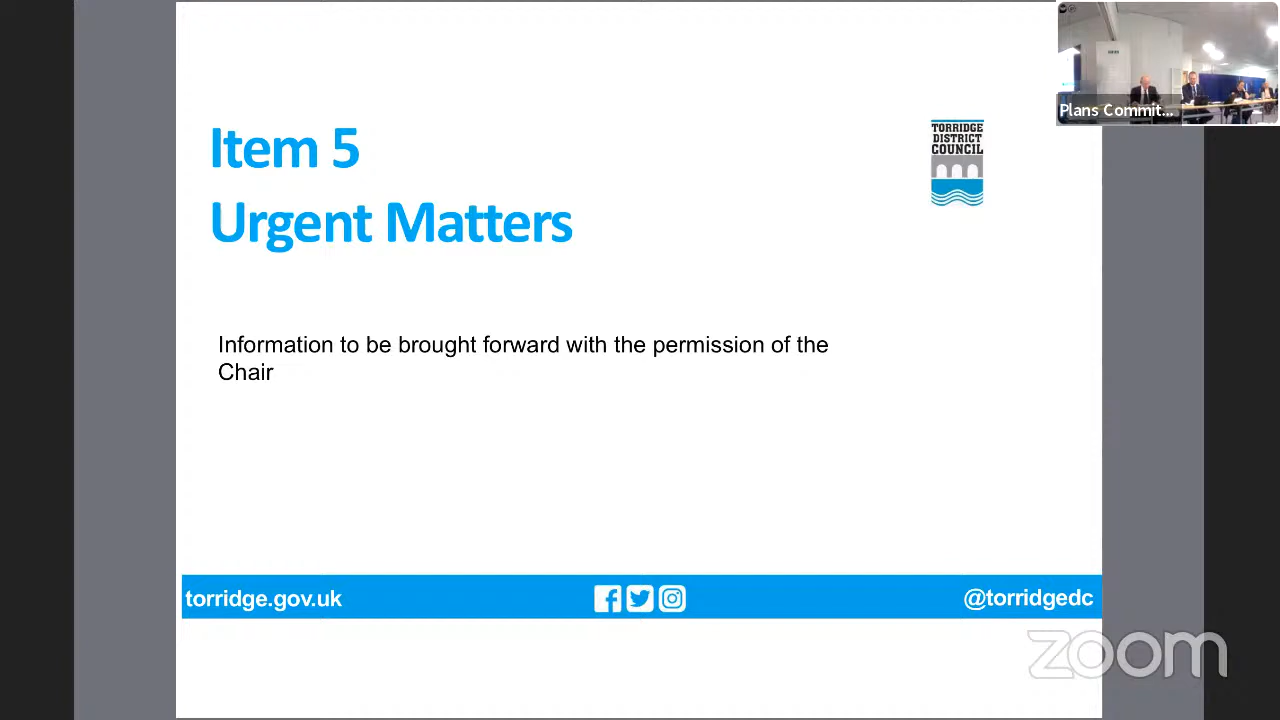 Plans Commit...
TORRIDGE
DISTRICT
COUNCIL
Item 5
Urgent Matters
Information to be brought forward with the permission of the
Chair
torridge.gov.uk
@torridgedc
zoom